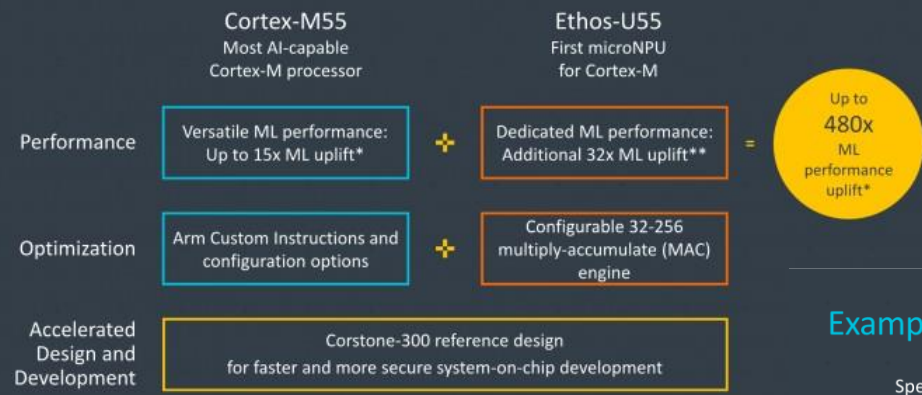 Cortex-M55
Most AI-capable
Cortex-M processor
Ethos-U55
First microNPU
for Cortex-M
Performance
Versatile ML performance:
Up to 15x ML uplift*
+
Dedicated ML performance:
Additional 32x ML uplift**
=
Up to
480x
ML
performance
uplift*
Optimization
Arm Custom Instructions and
configuration options
+
Configurable 32-256
multiply-accumulate (MAC)
engine
Accelerated
Design and
Development
Corstone-300 reference design
for faster and more secure system-on-chip development
Examp
Spe